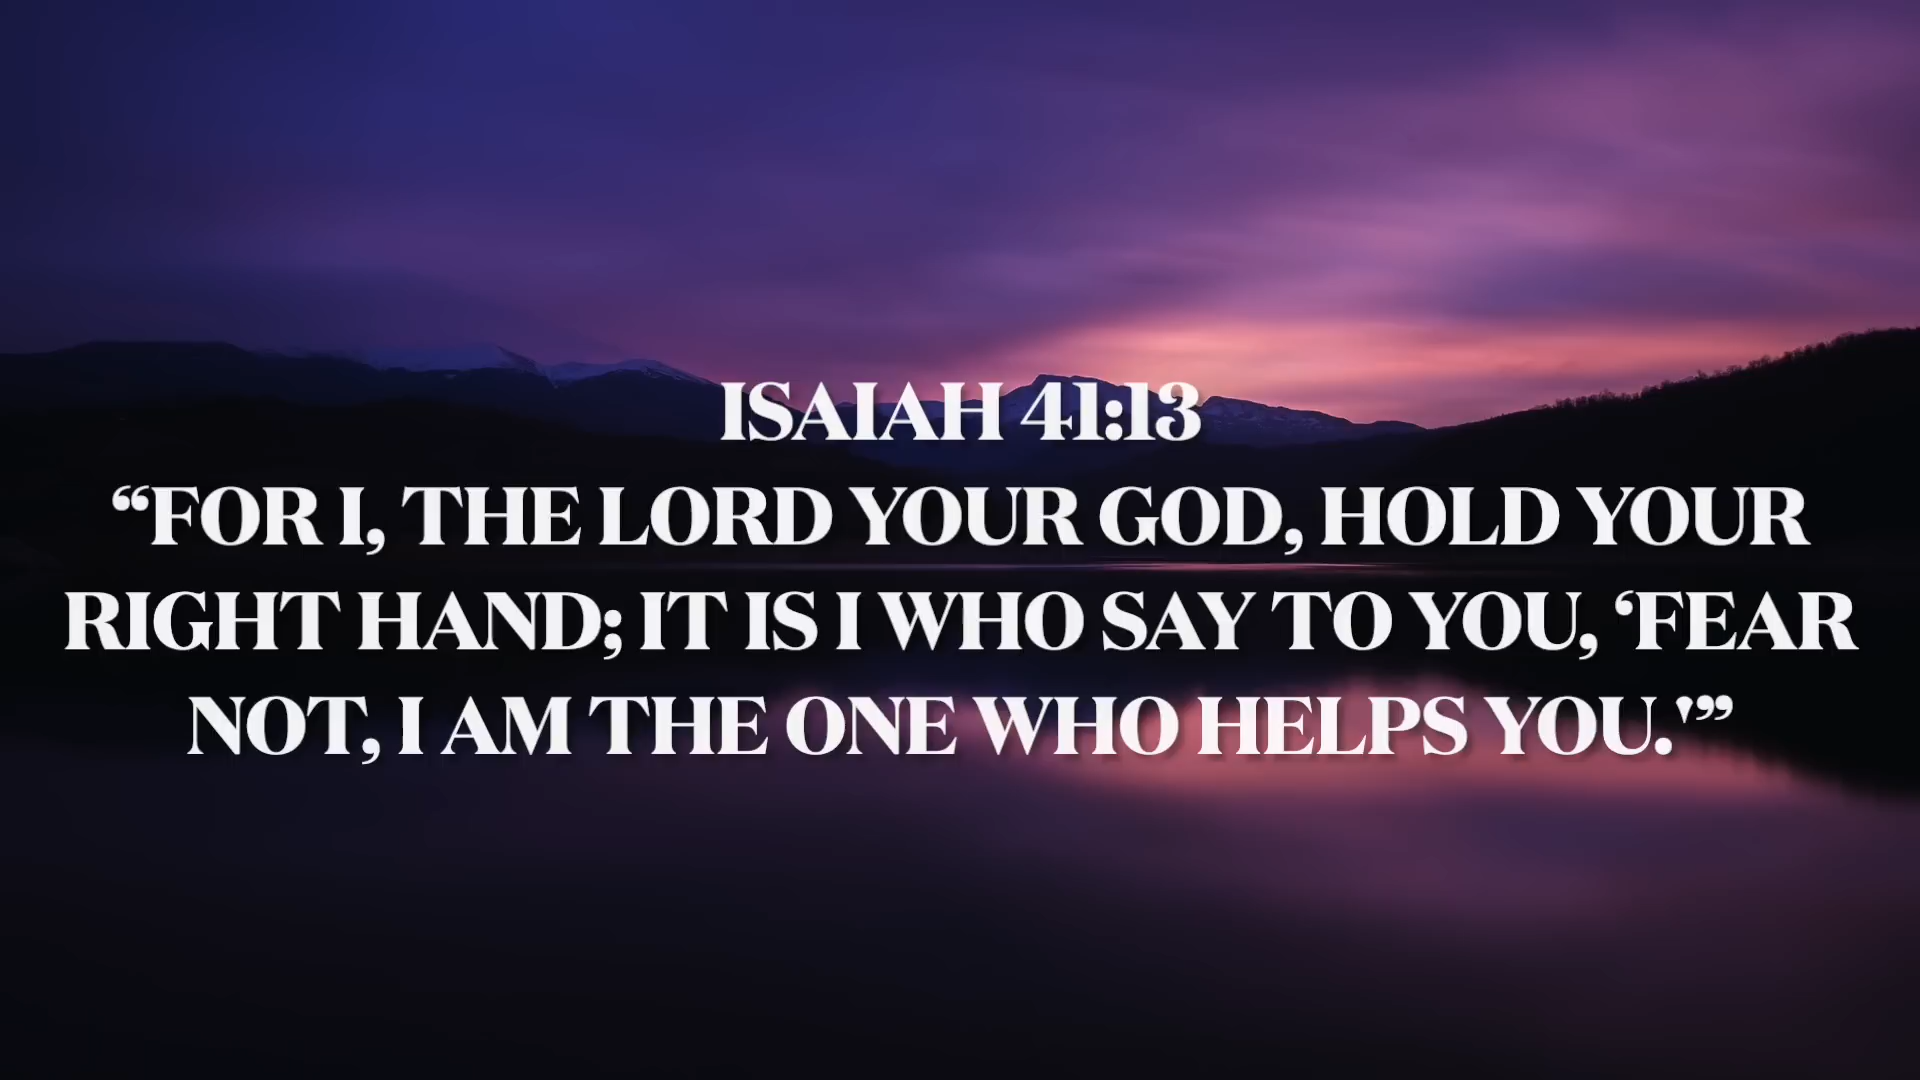 ISAIAH 41:13
“FOR I, THE LORD YOUR GOD, HOLD YOUR
RIGHT HAND; IT IS I WHO SAY TO YOU, ‘FEAR
NOT, I AM THE ONE WHO HELPS YOU.'”